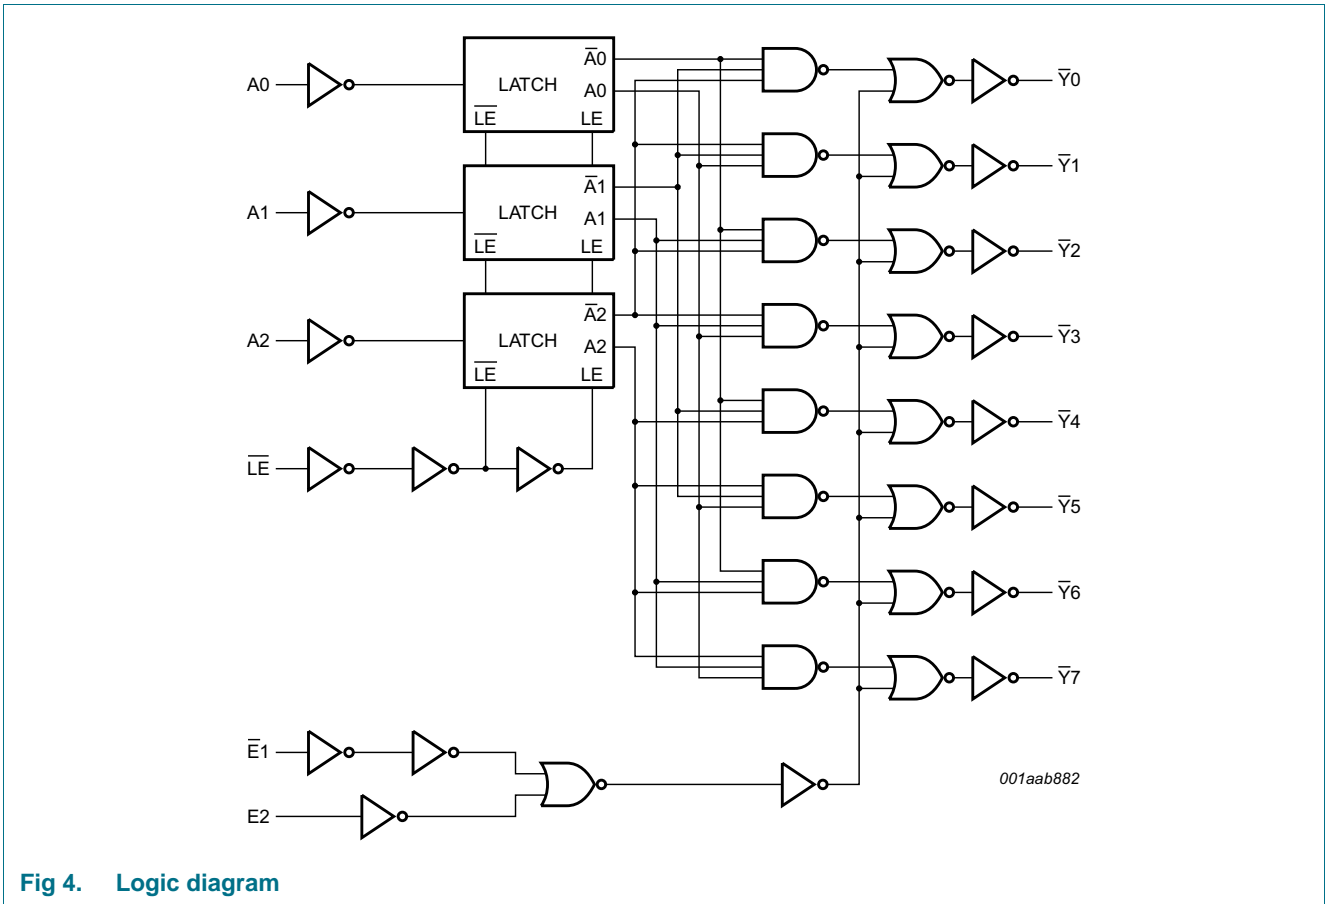 A0
LATCH
A̅0
A0
L̅E̅
LE
Y̅0
Y̅1
A1
LATCH
A̅1
A1
L̅E̅
LE
Y̅2
A2
LATCH
A̅2
A2
L̅E̅
LE
Y̅3
Y̅4
L̅E̅
Y̅5
Y̅6
Y̅7
E̅1
E2
001aab882
Fig 4. Logic diagram